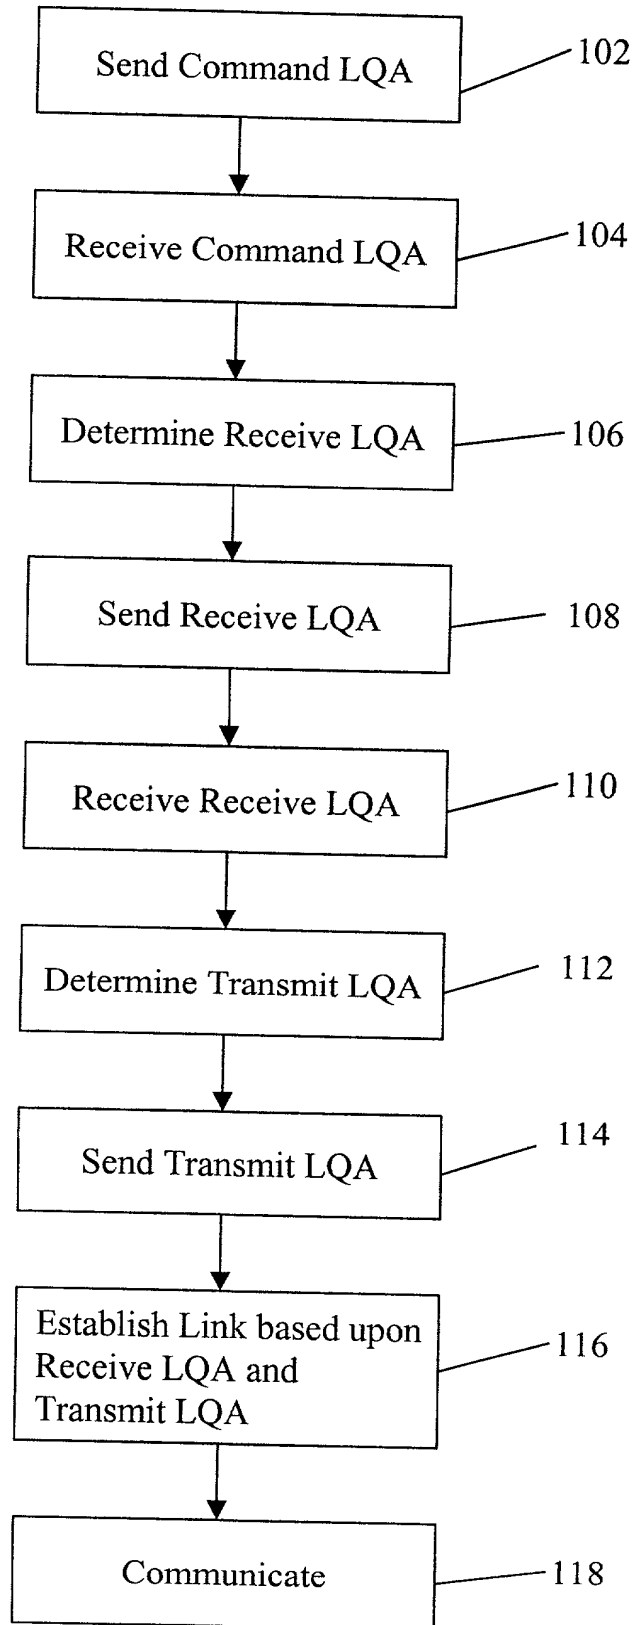 Send Command LQA
102
Receive Command LQA
104
Determine Receive LQA
106
Send Receive LQA
108
Receive Receive LQA
110
Determine Transmit LQA
112
Send Transmit LQA
114
Establish Link based upon
Receive LQA and
Transmit LQA
116
Communicate
118